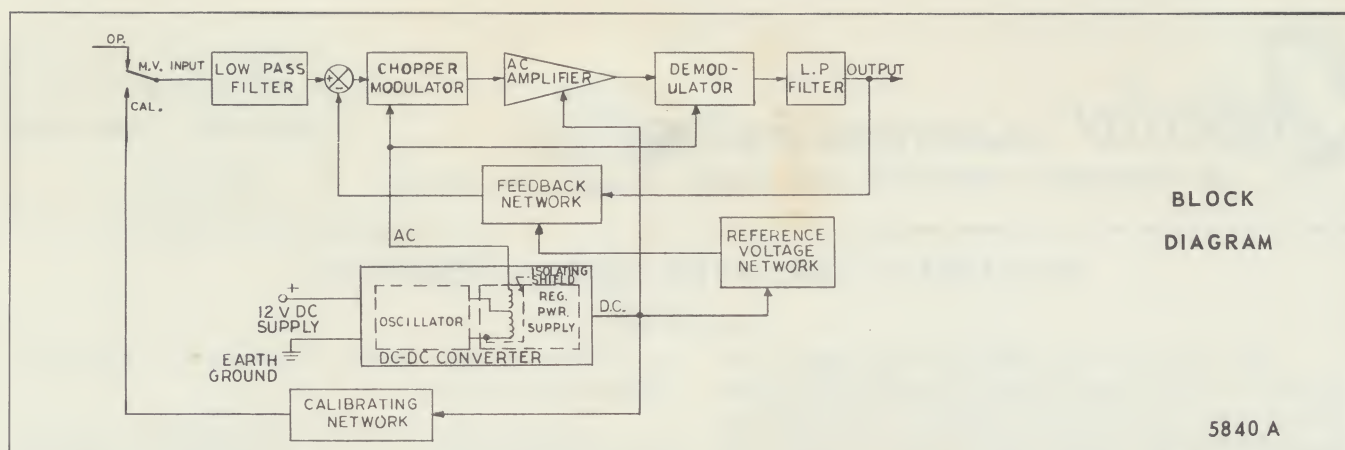 OP.
M.V. INPUT
CAL.
LOW PASS
FILTER
+
-
CHOPPER
MODULATOR
AC
AMPLIFIER
DEMOD-
ULATOR
L.P
FILTER
OUTPUT
FEEDBACK
NETWORK
REFERENCE
VOLTAGE
NETWORK
AC
ISOLATING
SHIELD
+
12 V DC
SUPPLY
EARTH
GROUND
OSCILLATOR
REG.
PWR.
SUPPLY
DC-DC CONVERTER
D.C.
CALIBRATING
NETWORK
BLOCK
DIAGRAM
5840 A